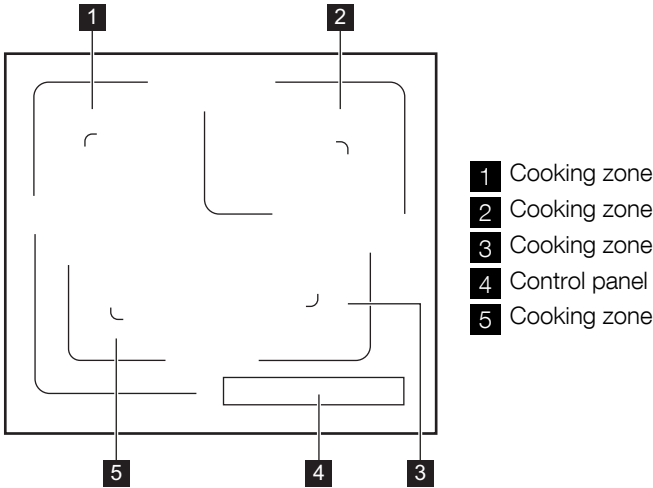 1
2
1 Cooking zone
2 Cooking zone
3 Cooking zone
4 Control panel
5 Cooking zone
5
4
3